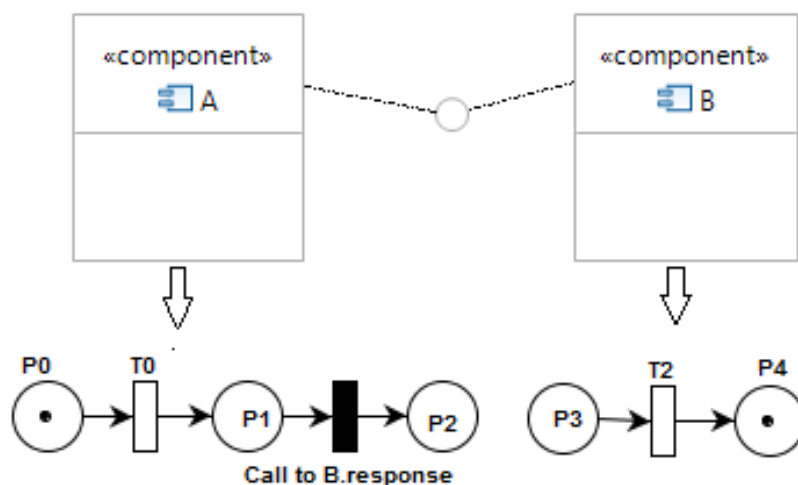 «component»
A
«component»
B
P0
T0
P1
P2
Call to B.response
P3
T2
P4